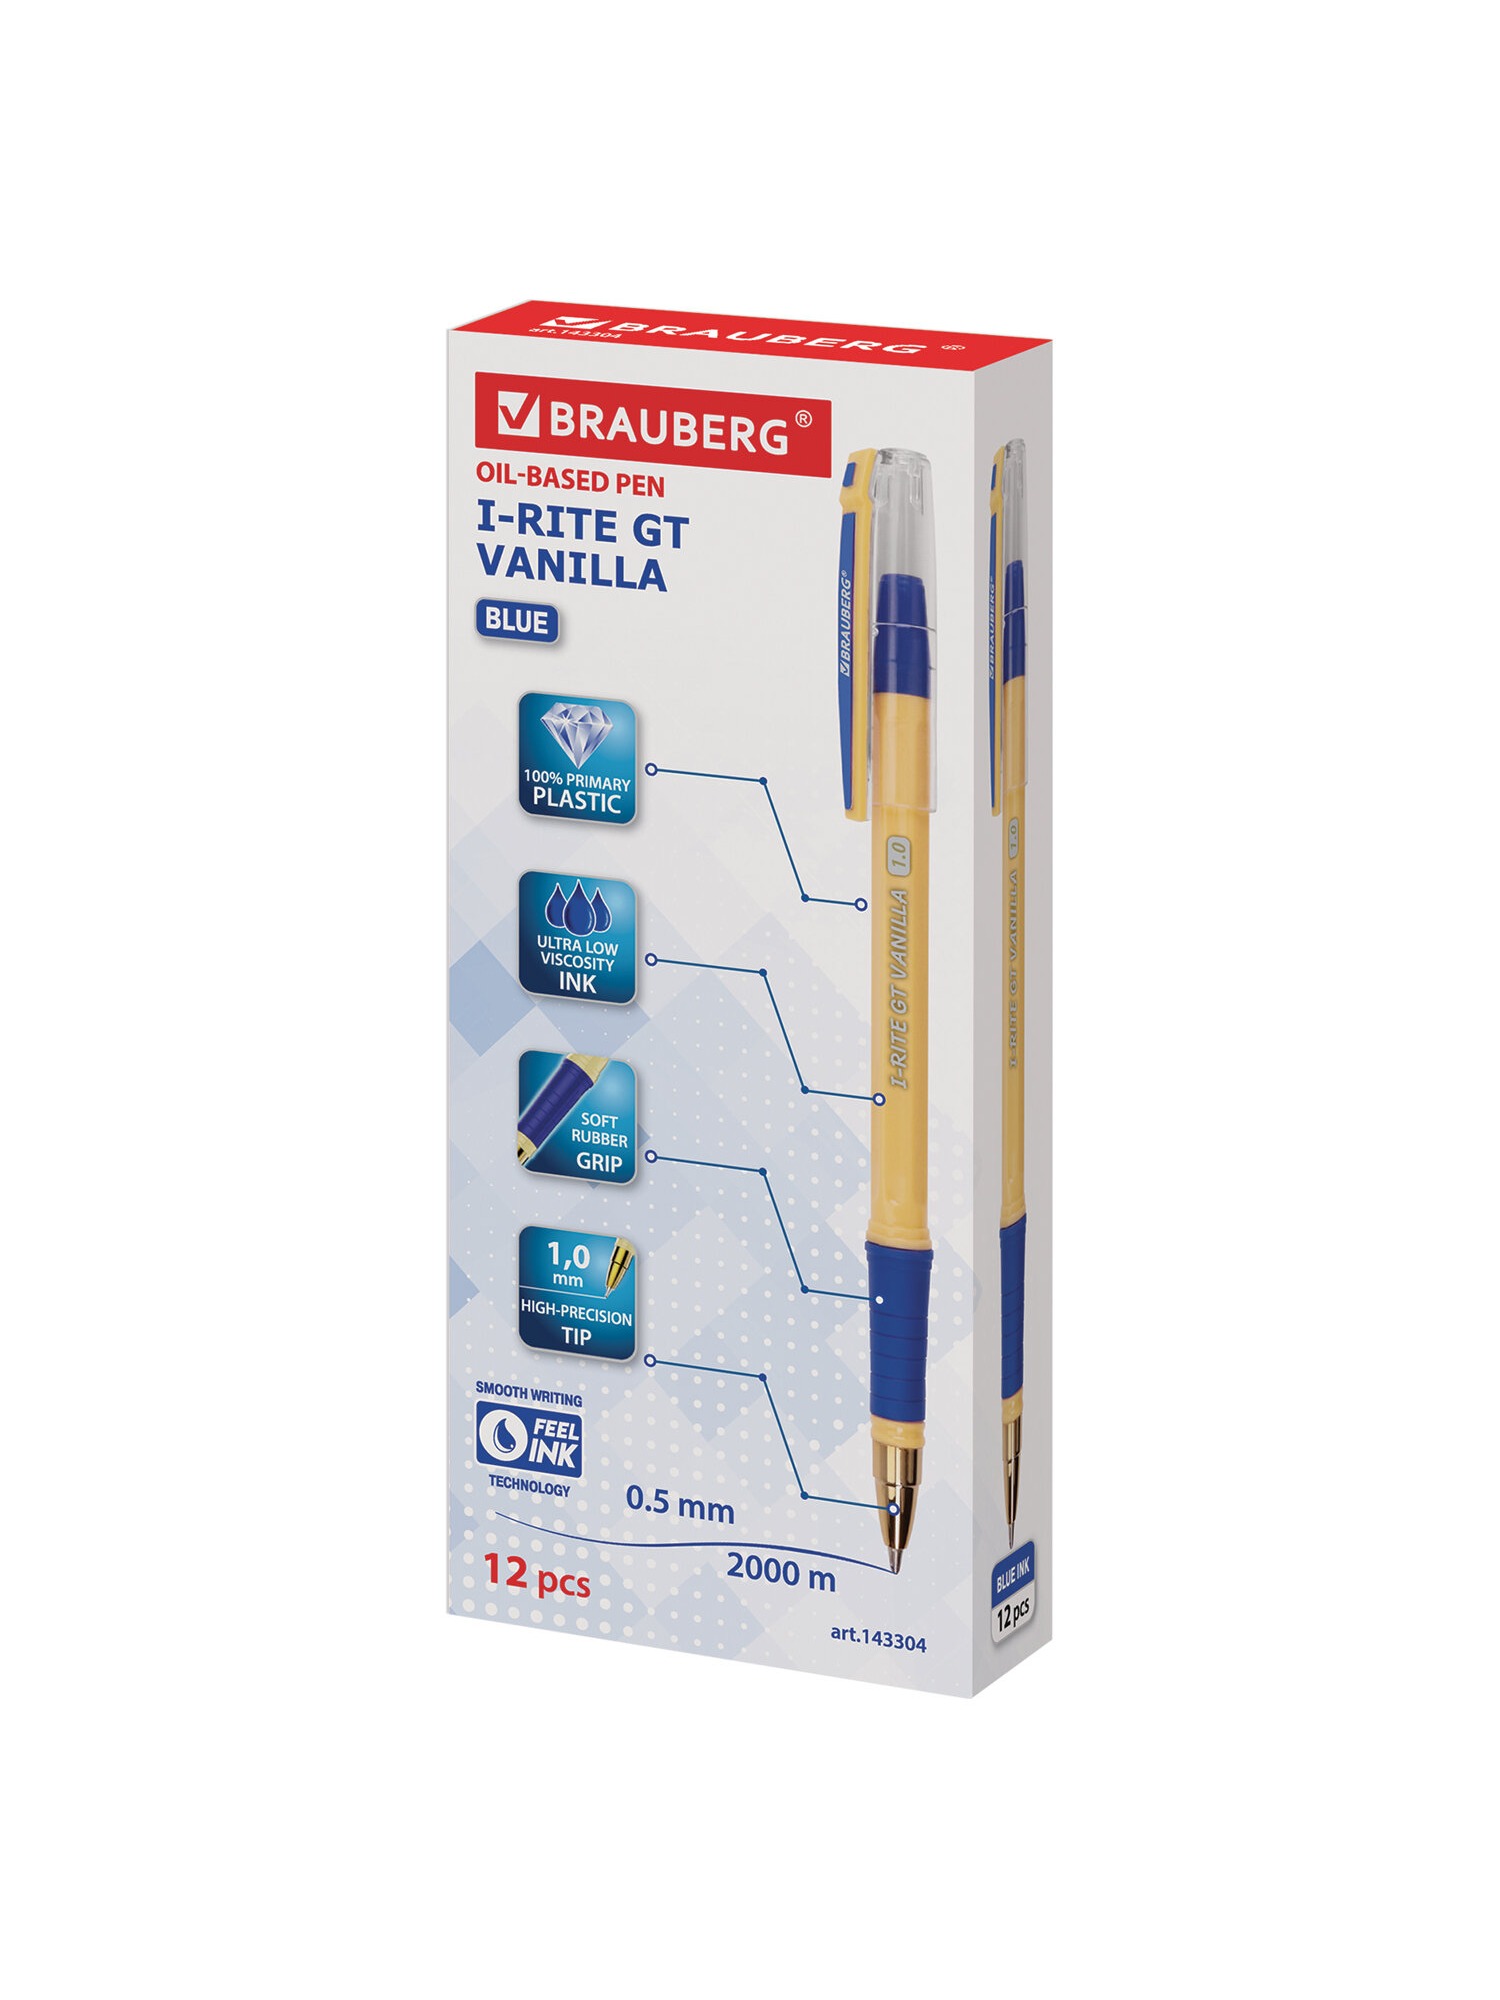 art.143304
BRAUBERG ®
BRAUBERG®
OIL-BASED PEN
I-RITE GT
VANILLA
BLUE
100% PRIMARY
PLASTIC
ULTRA LOW
VISCOSITY
INK
SOFT
RUBBER
GRIP
1,0
mm
HIGH-PRECISION
TIP
SMOOTH WRITING
FEEL
INK
TECHNOLOGY
0.5 mm
2000 m
12 pcs
art.143304
BRAUBERG®
I-RITE GT VANILLA 1.0
BRAUBERG®
I-RITE GT VANILLA 1.0
BLUE INK
12 pcs